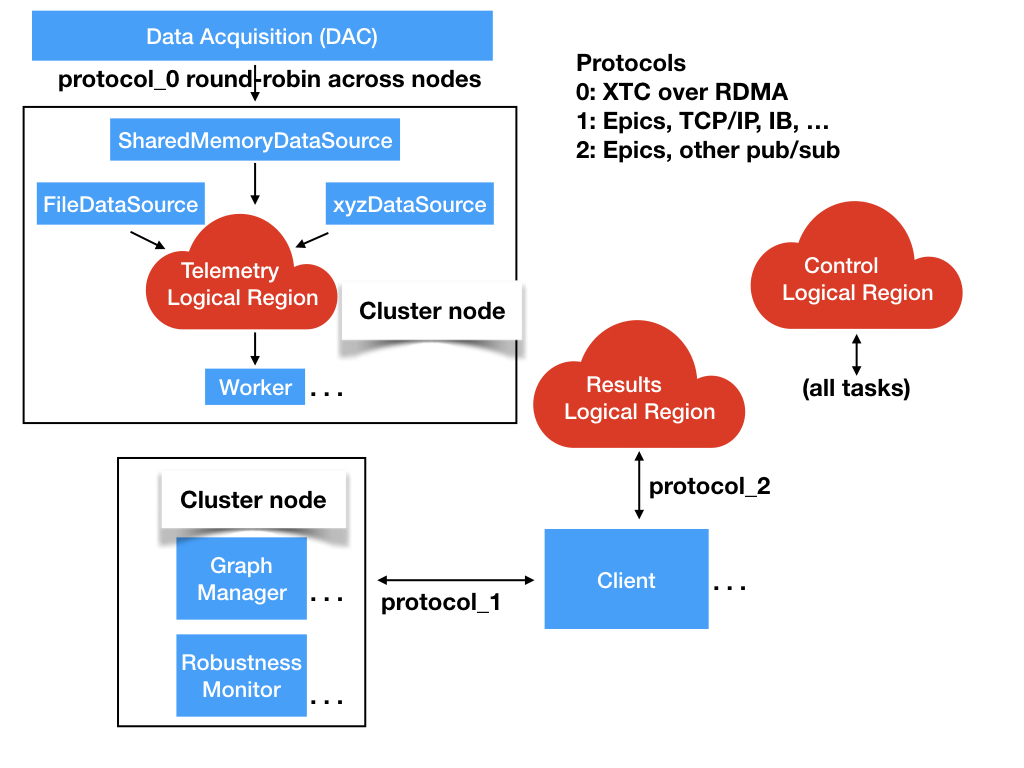 Data Acquisition (DAC)
protocol_0 round-robin across nodes
Protocols
0: XTC over RDMA
1: Epics, TCP/IP, IB, …
2: Epics, other pub/sub
SharedMemoryDataSource
FileDataSource
xyzDataSource
Telemetry
Logical Region
Cluster node
Worker
. . .
Control
Logical Region
(all tasks)
Results
Logical Region
protocol_2
Cluster node
Graph
Manager
. . .
protocol_1
Client
. . .
Robustness
Monitor
. . .